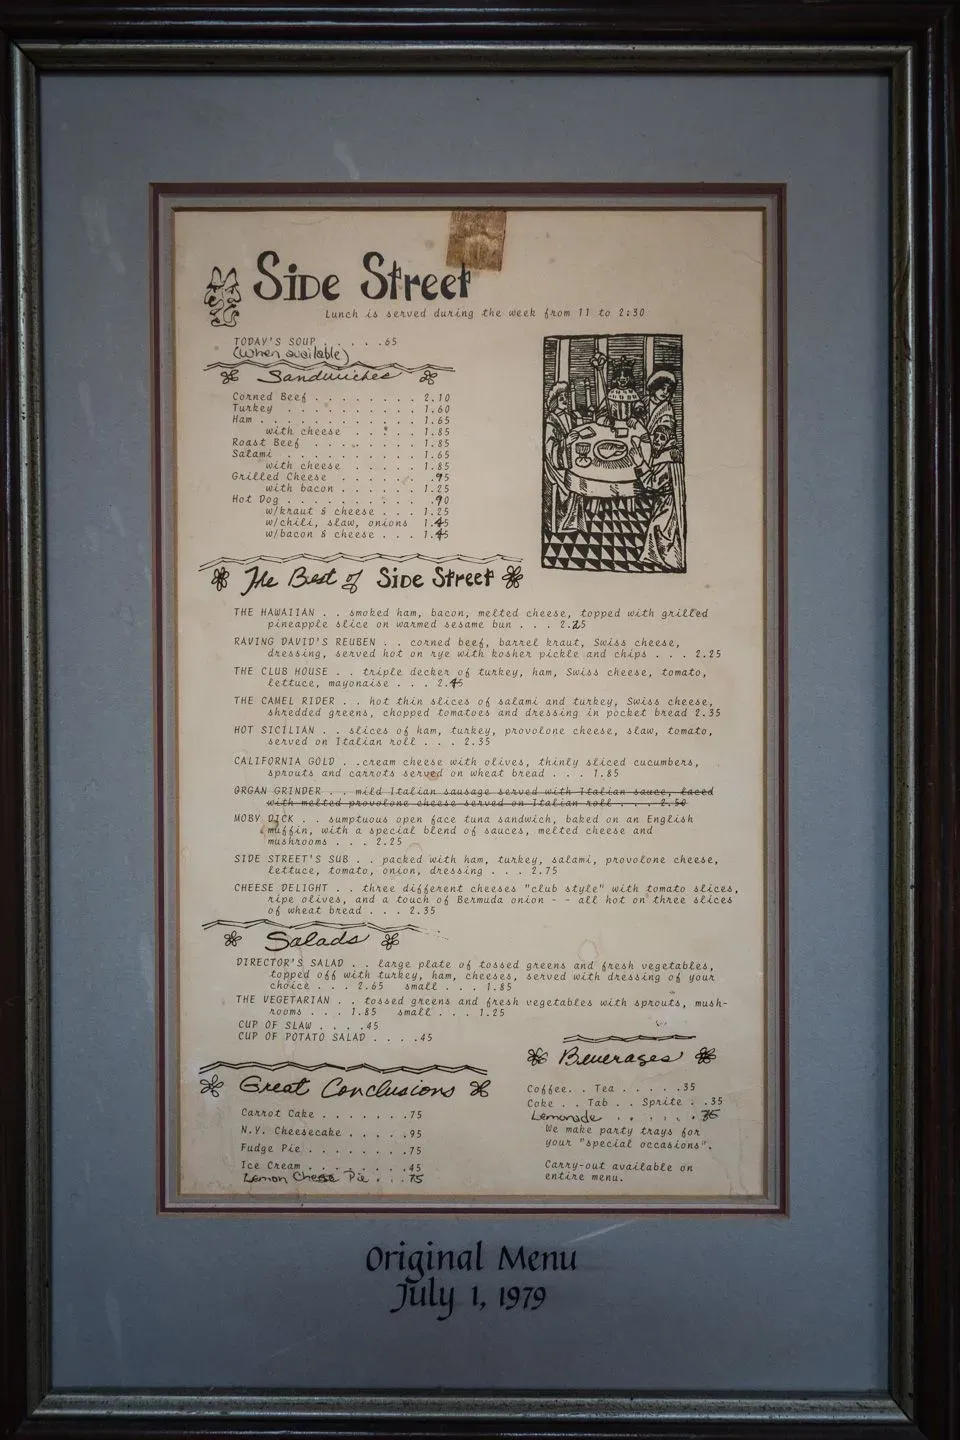 Side Street
Lunch is served during the week from 11 to 2:30
TODAY'S SOUP . . . . .65
(When available)
Sandwiches
Corned Beef . . . . . . . . 2.10
Turkey . . . . . . . . . . 1.60
Ham . . . . . . . . . . . . 1.65
with cheese . . . . . 1.85
Roast Beef . . . . . . . . 1.85
Salami . . . . . . . . . . 1.65
with cheese . . . . . 1.85
Grilled Cheese . . . . . . .95
with bacon . . . . . . 1.25
Hot Dog . . . . . . . . . . .90
w/kraut & cheese . . . 1.25
w/chili, slaw, onions 1.45
w/bacon & cheese . . . 1.45
The Best of Side Street
THE HAWAIIAN . . smoked ham, bacon, melted cheese, topped with grilled
pineapple slice on warmed sesame bun . . . 2.25
RAVING DAVID'S REUBEN . . corned beef, barrel kraut, Swiss cheese,
dressing, served hot on rye with kosher pickle and chips . . . 2.25
THE CLUB HOUSE . . triple decker of turkey, ham, Swiss cheese, tomato,
lettuce, mayonaise . . . 2.45
THE CAMEL RIDER . . hot thin slices of salami and turkey, Swiss cheese,
shredded greens, chopped tomatoes and dressing in pocket bread 2.35
HOT SICILIAN . . slices of ham, turkey, provolone cheese, slaw, tomato,
served on Italian roll . . . 2.35
CALIFORNIA GOLD . .cream cheese with olives, thinly sliced cucumbers,
sprouts and carrots served on wheat bread . . . 1.85
ORGAN GRINDER . . mild Italian sausage served with Italian sauce, laced
with melted provolone cheese served on Italian roll . . . 2.50
MOBY DICK . . sumptuous open face tuna sandwich, baked on an English
muffin, with a special blend of sauces, melted cheese and
mushrooms . . . 2.25
SIDE STREET'S SUB . . packed with ham, turkey, salami, provolone cheese,
lettuce, tomato, onion, dressing . . . 2.75
CHEESE DELIGHT . . three different cheeses "club style" with tomato slices,
ripe olives, and a touch of Bermuda onion - - all hot on three slices
of wheat bread . . . 2.35
Salads
DIRECTOR'S SALAD . . large plate of tossed greens and fresh vegetables,
topped off with turkey, ham, cheeses, served with dressing of your
choice . . . 2.65 small . . . 1.85
THE VEGETARIAN . . tossed greens and fresh vegetables with sprouts, mush-
rooms . . . 1.85 small . . . 1.25
CUP OF SLAW . . . .45
CUP OF POTATO SALAD . . . .45
Great Conclusions
Carrot Cake . . . . . . .75
N.Y. Cheesecake . . . . .95
Fudge Pie . . . . . . . .75
Ice Cream . . . . . . . .45
Lemon Chess Pie . . . .75
Beverages
Coffee. . Tea . . . . . .35
Coke . . Tab . . Sprite . .35
Lemonade . . . . . .35
We make party trays for
your "special occasions".
Carry-out available on
entire menu.
Original Menu
July 1, 1979